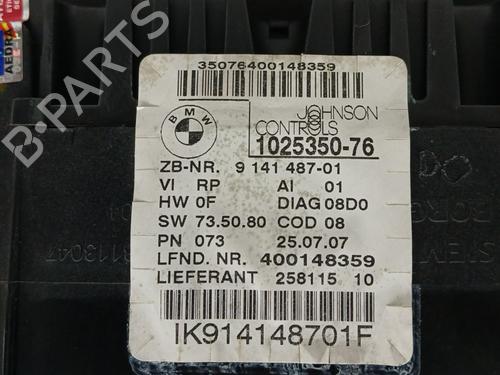 35076400148359
BMW
JOHNSON
CONTROLS
1025350-76
ZB-NR. 9 141 487-01
VI RP AI 01
HW 0F DIAG 08D0
SW 73.50.80 COD 08
PN 073 25.07.07
LFND. NR. 400148359
LIEFERANT 258115 10
IK914148701F
B-PARTS
AEDRA